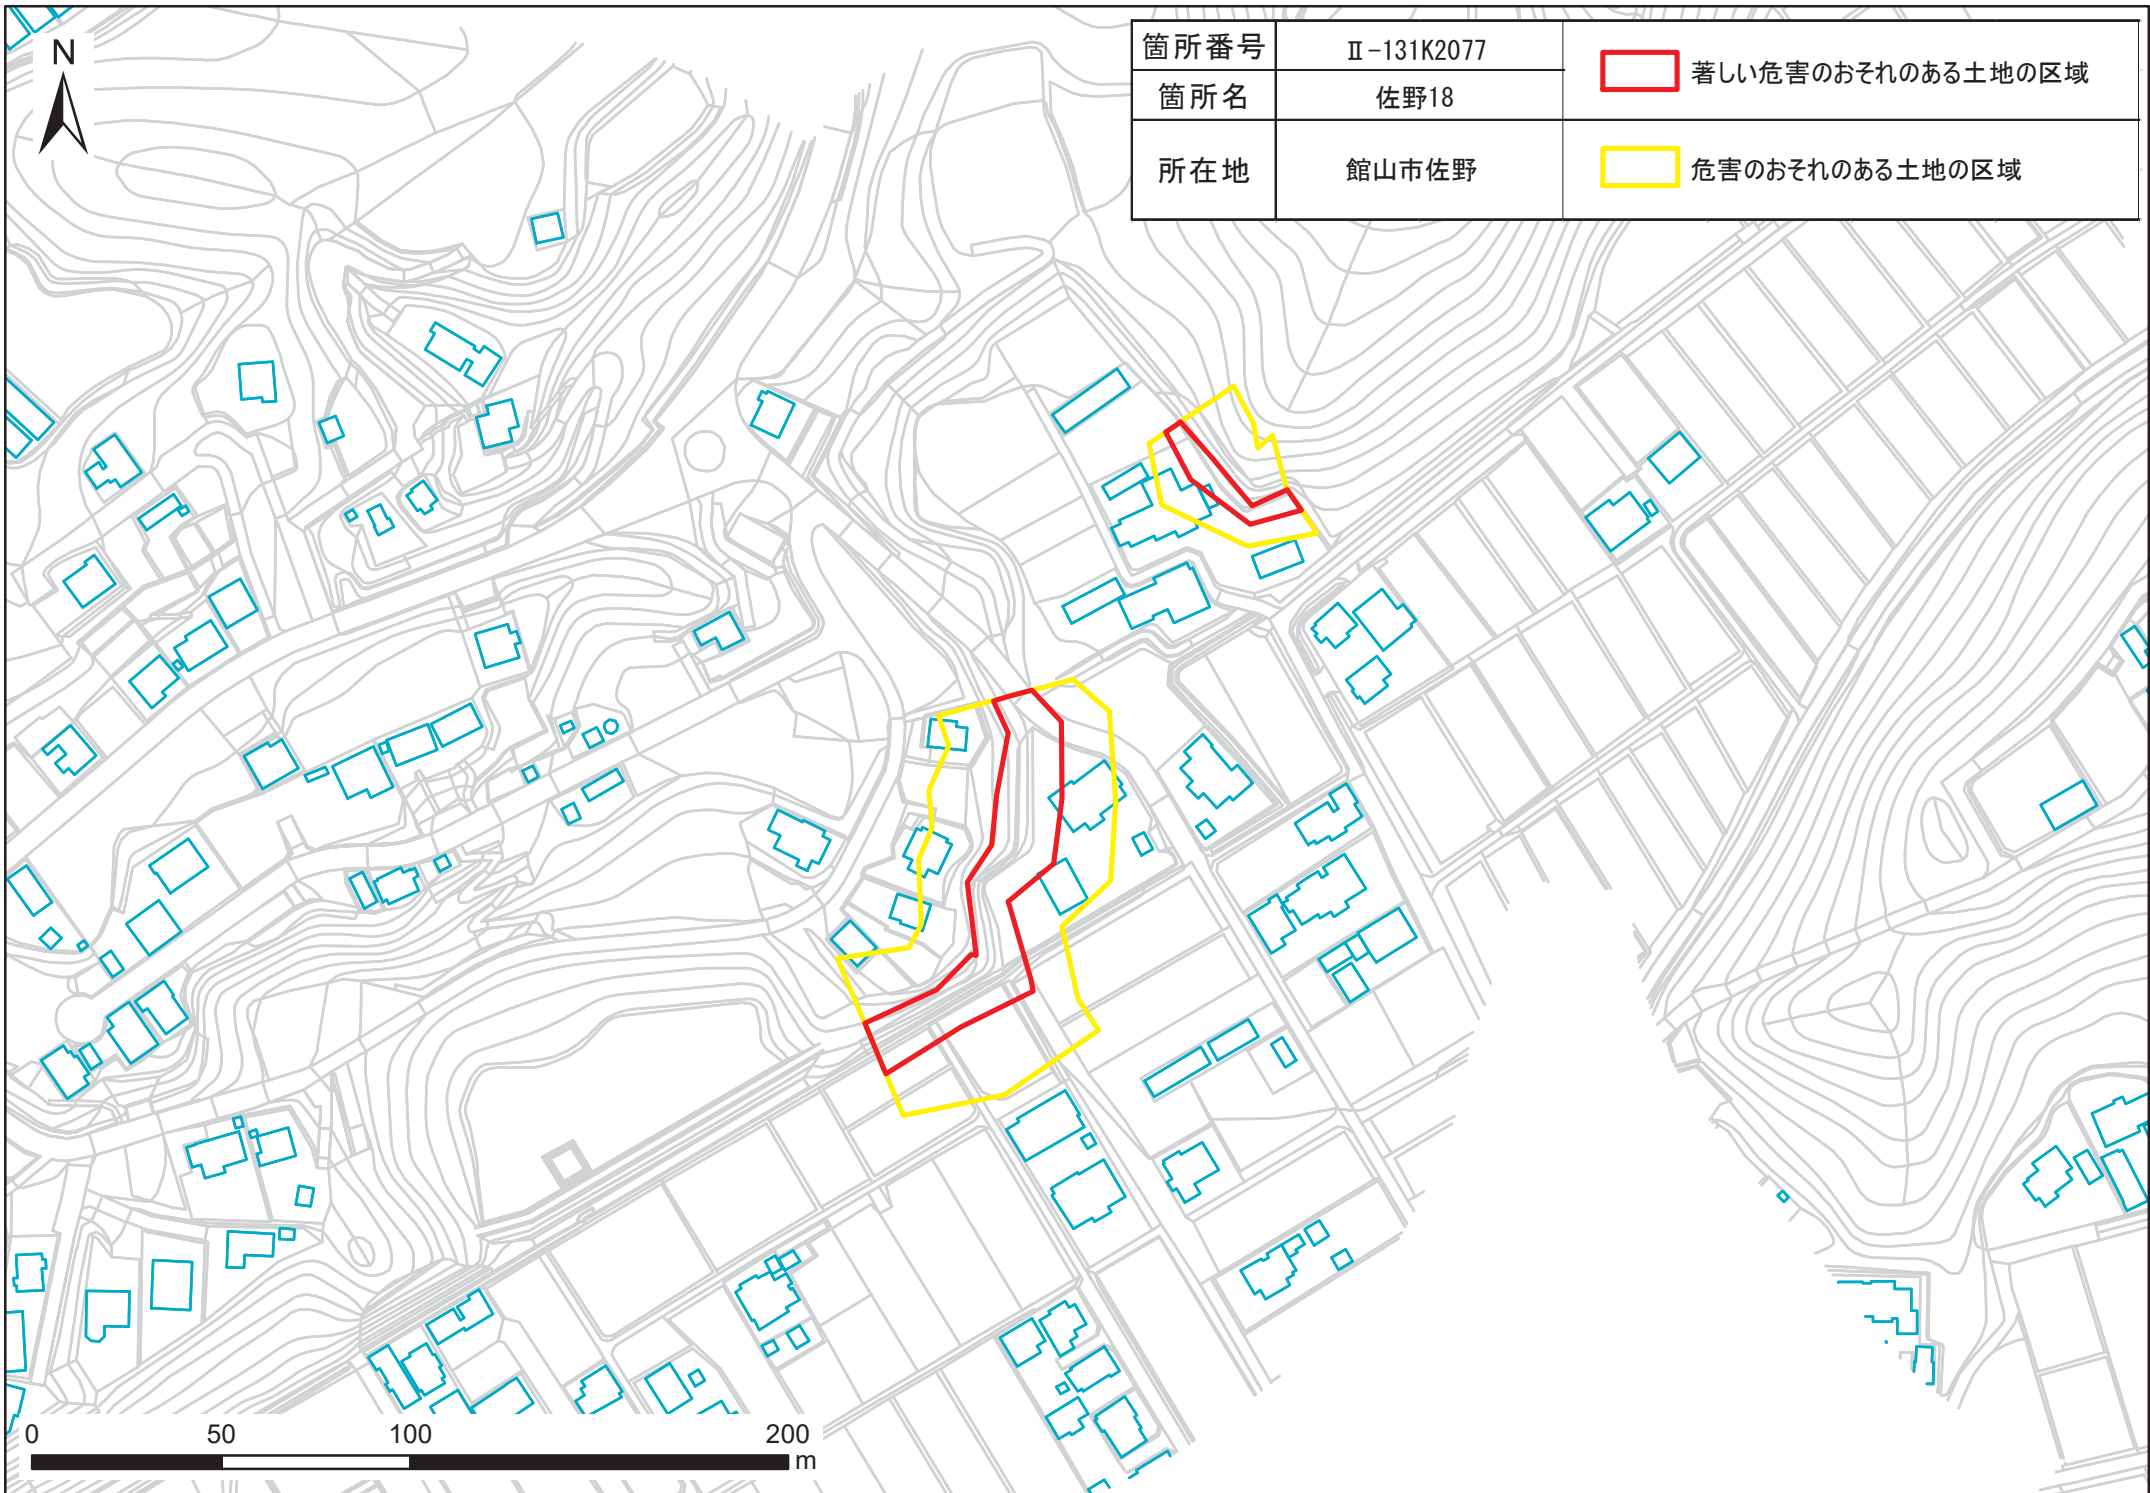 N
箇所番号 Ⅱ-131K2077
著しい危害のおそれのある土地の区域
箇所名 佐野18
所在地 館山市佐野
危害のおそれのある土地の区域
0 50 100 200
m